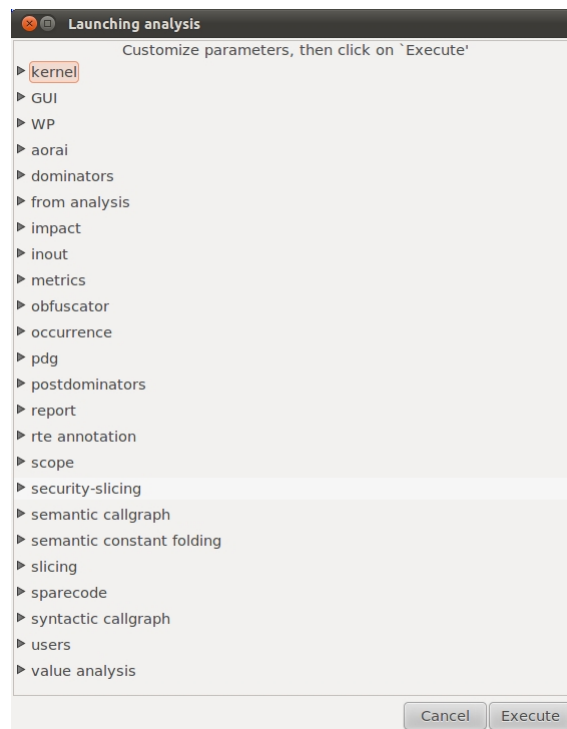 Launching analysis
Customize parameters, then click on `Execute'
kernel
GUI
WP
aorai
dominators
from analysis
impact
inout
metrics
obfuscator
occurrence
pdg
postdominators
report
rte annotation
scope
security-slicing
semantic callgraph
semantic constant folding
slicing
sparecode
syntactic callgraph
users
value analysis
Cancel Execute